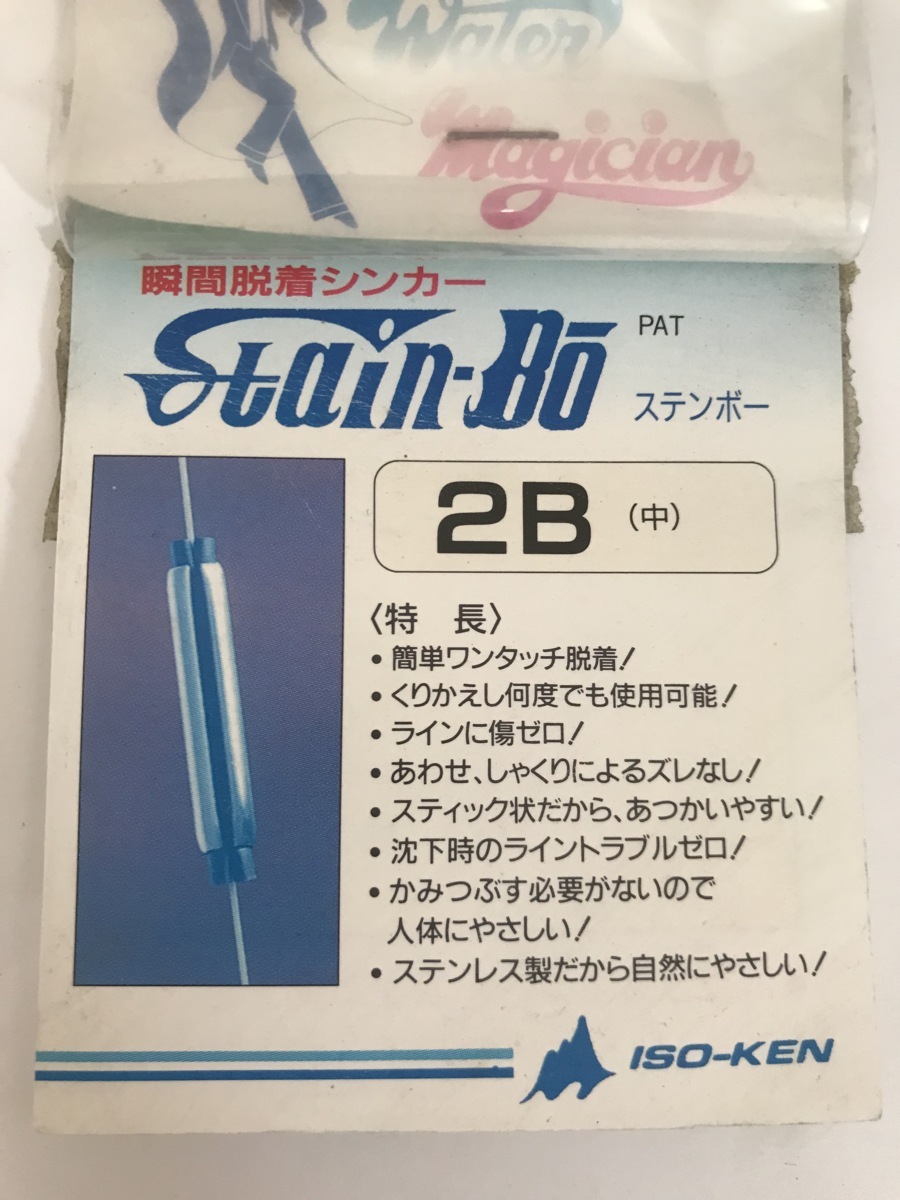 Water
Magician
瞬間脱着シンカー
Stain-Bō
PAT
ステンボー
2B (中)
〈特 長〉
• 簡単ワンタッチ脱着!
• くりかえし何度でも使用可能!
• ラインに傷ゼロ!
• あわせ、しゃくりによるズレなし!
• スティック状だから、あつかいやすい!
• 沈下時のライントラブルゼロ!
• かみつぶす必要がないので
人体にやさしい!
• ステンレス製だから自然にやさしい!
ISO-KEN